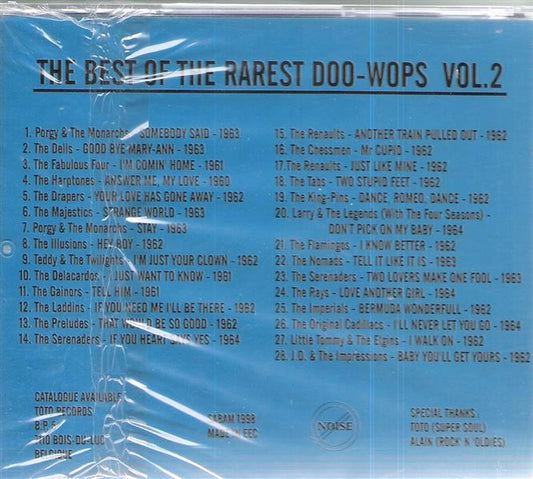 THE BEST OF THE RAREST DOO-WOPS VOL.2
1. Porgy & The Monarchs - SOMEBODY SAID - 1963
2. The Dells - GOOD BYE MARY-ANN - 1963
3. The Fabulous Four - I'M COMIN' HOME - 1961
4. The Harptones - ANSWER ME, MY LOVE - 1960
5. The Drapers - YOUR LOVE HAS GONE AWAY - 1962
6. The Majestics - STRANGE WORLD - 1963
7. Porgy & The Monarchs - STAY - 1963
8. The Illusions - HEY BOY - 1962
9. Teddy & The Twilights - I'M JUST YOUR CLOWN - 1962
10. The Delacardos - I JUST WANT TO KNOW - 1961
11. The Gainors - TELL HIM - 1961
12. The Laddins - IF YOU NEED ME I'LL BE THERE - 1962
13. The Preludes - THAT WOULD BE SO GOOD - 1962
14. The Serenaders - IF YOUR HEART SAYS YES - 1964
15. The Renaults - ANOTHER TRAIN PULLED OUT - 1962
16. The Chessmen - Mr CUPID - 1962
17.The Renaults - JUST LIKE MINE - 1962
18. The Tabs - TWO STUPID FEET - 1962
19. The King-Pins - DANCE, ROMEO, DANCE - 1962
20. Larry & The Legends (With The Four Seasons) -
DON'T PICK ON MY BABY - 1964
21. The Flamingos - I KNOW BETTER - 1962
22. The Nomads - TELL IT LIKE IT IS - 1963
23. The Serenaders - TWO LOVERS MAKE ONE FOOL - 1963
24. The Rays - LOVE ANOTHER GIRL - 1964
25. The Imperials - BERMUDA WONDERFULL - 1962
26. The Original Cadillacs - I'LL NEVER LET YOU GO - 1964
27. Little Tommy & The Elgins - I WALK ON - 1962
28. J.O. & The Impressions - BABY YOU'LL GET YOURS - 1962
CATALOGUE AVAILABLE :
TOTO RECORDS
B.P.
7110 BOIS-DU-LUC
BELGIQUE
SABAM 1998
MADE IN EEC
NOISE
SPECIAL THANKS :
TOTO (SUPER SOUL)
ALAIN (ROCK' N 'OLDIES)